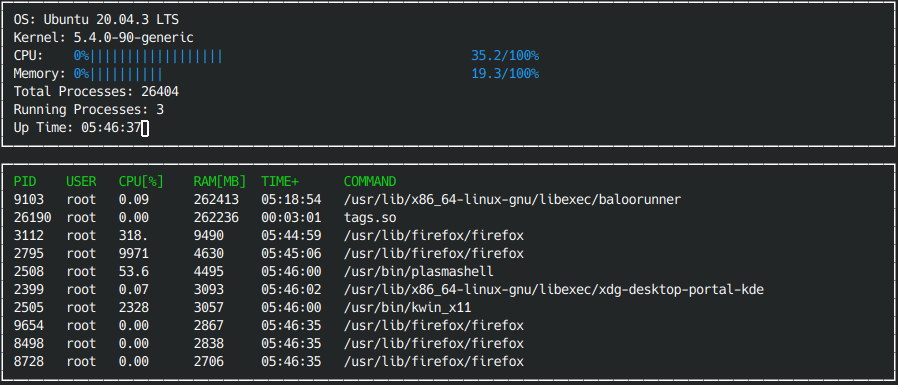 OS: Ubuntu 20.04.3 LTS
Kernel: 5.4.0-90-generic
CPU: 0%|||||||||||||||||| 35.2/100%
Memory: 0%|||||||||| 19.3/100%
Total Processes: 26404
Running Processes: 3
Up Time: 05:46:37
PID USER CPU[%] RAM[MB] TIME+ COMMAND
9103 root 0.09 262413 05:18:54 /usr/lib/x86_64-linux-gnu/libexec/baloorunner
26190 root 0.00 262236 00:03:01 tags.so
3112 root 318. 9490 05:44:59 /usr/lib/firefox/firefox
2795 root 9971 4630 05:45:06 /usr/lib/firefox/firefox
2508 root 53.6 4495 05:46:00 /usr/bin/plasmashell
2399 root 0.07 3093 05:46:02 /usr/lib/x86_64-linux-gnu/libexec/xdg-desktop-portal-kde
2505 root 2328 3057 05:46:00 /usr/bin/kwin_x11
9654 root 0.00 2867 05:46:35 /usr/lib/firefox/firefox
8498 root 0.00 2838 05:46:35 /usr/lib/firefox/firefox
8728 root 0.00 2706 05:46:35 /usr/lib/firefox/firefox